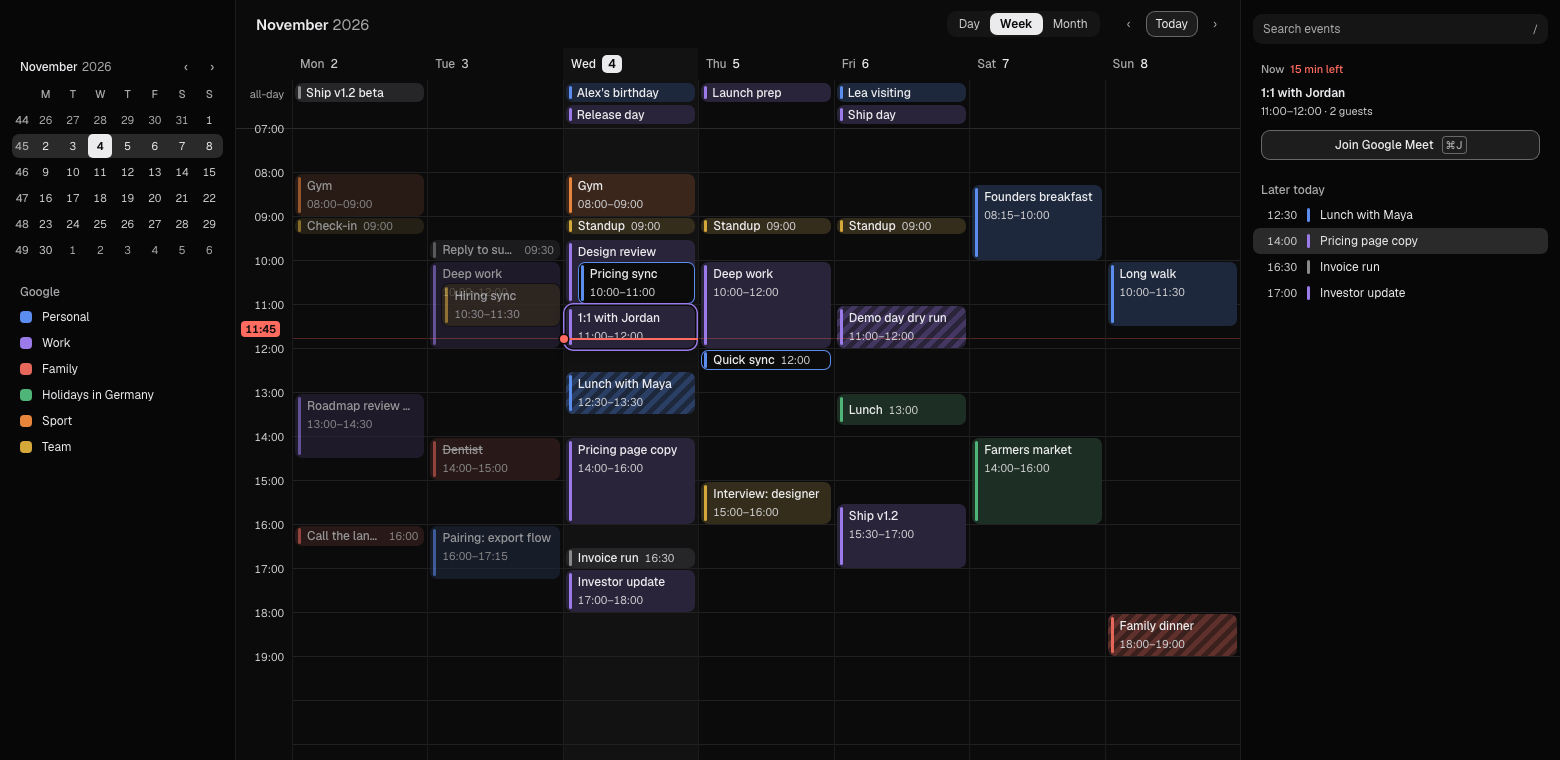 November 2026
‹ ›
M T W T F S S
44 26 27 28 29 30 31 1
45 2 3 4 5 6 7 8
46 9 10 11 12 13 14 15
47 16 17 18 19 20 21 22
48 23 24 25 26 27 28 29
49 30 1 2 3 4 5 6
Google
Personal
Work
Family
Holidays in Germany
Sport
Team
November 2026
Day Week Month ‹ Today ›
Mon 2 Tue 3 Wed 4 Thu 5 Fri 6 Sat 7 Sun 8
all-day
07:00
08:00
09:00
10:00
11:00
11:45
12:00
13:00
14:00
15:00
16:00
17:00
18:00
19:00
Ship v1.2 beta
Gym
08:00–09:00
Check-in 09:00
Roadmap review …
13:00–14:30
Call the lan… 16:00
Reply to su… 09:30
Deep work
10:00–12:00
Hiring sync
10:30–11:30
Dentist
14:00–15:00
Pairing: export flow
16:00–17:15
Alex's birthday
Release day
Gym
08:00–09:00
Standup 09:00
Design review
Pricing sync
10:00–11:00
1:1 with Jordan
11:00–12:00
Lunch with Maya
12:30–13:30
Pricing page copy
14:00–16:00
Invoice run 16:30
Investor update
17:00–18:00
Launch prep
Standup 09:00
Deep work
10:00–12:00
Quick sync 12:00
Interview: designer
15:00–16:00
Lea visiting
Ship day
Standup 09:00
Demo day dry run
11:00–12:00
Lunch 13:00
Ship v1.2
15:30–17:00
Founders breakfast
08:15–10:00
Farmers market
14:00–16:00
Long walk
10:00–11:30
Family dinner
18:00–19:00
Search events /
Now 15 min left
1:1 with Jordan
11:00–12:00 · 2 guests
Join Google Meet ⌘J
Later today
12:30 Lunch with Maya
14:00 Pricing page copy
16:30 Invoice run
17:00 Investor update